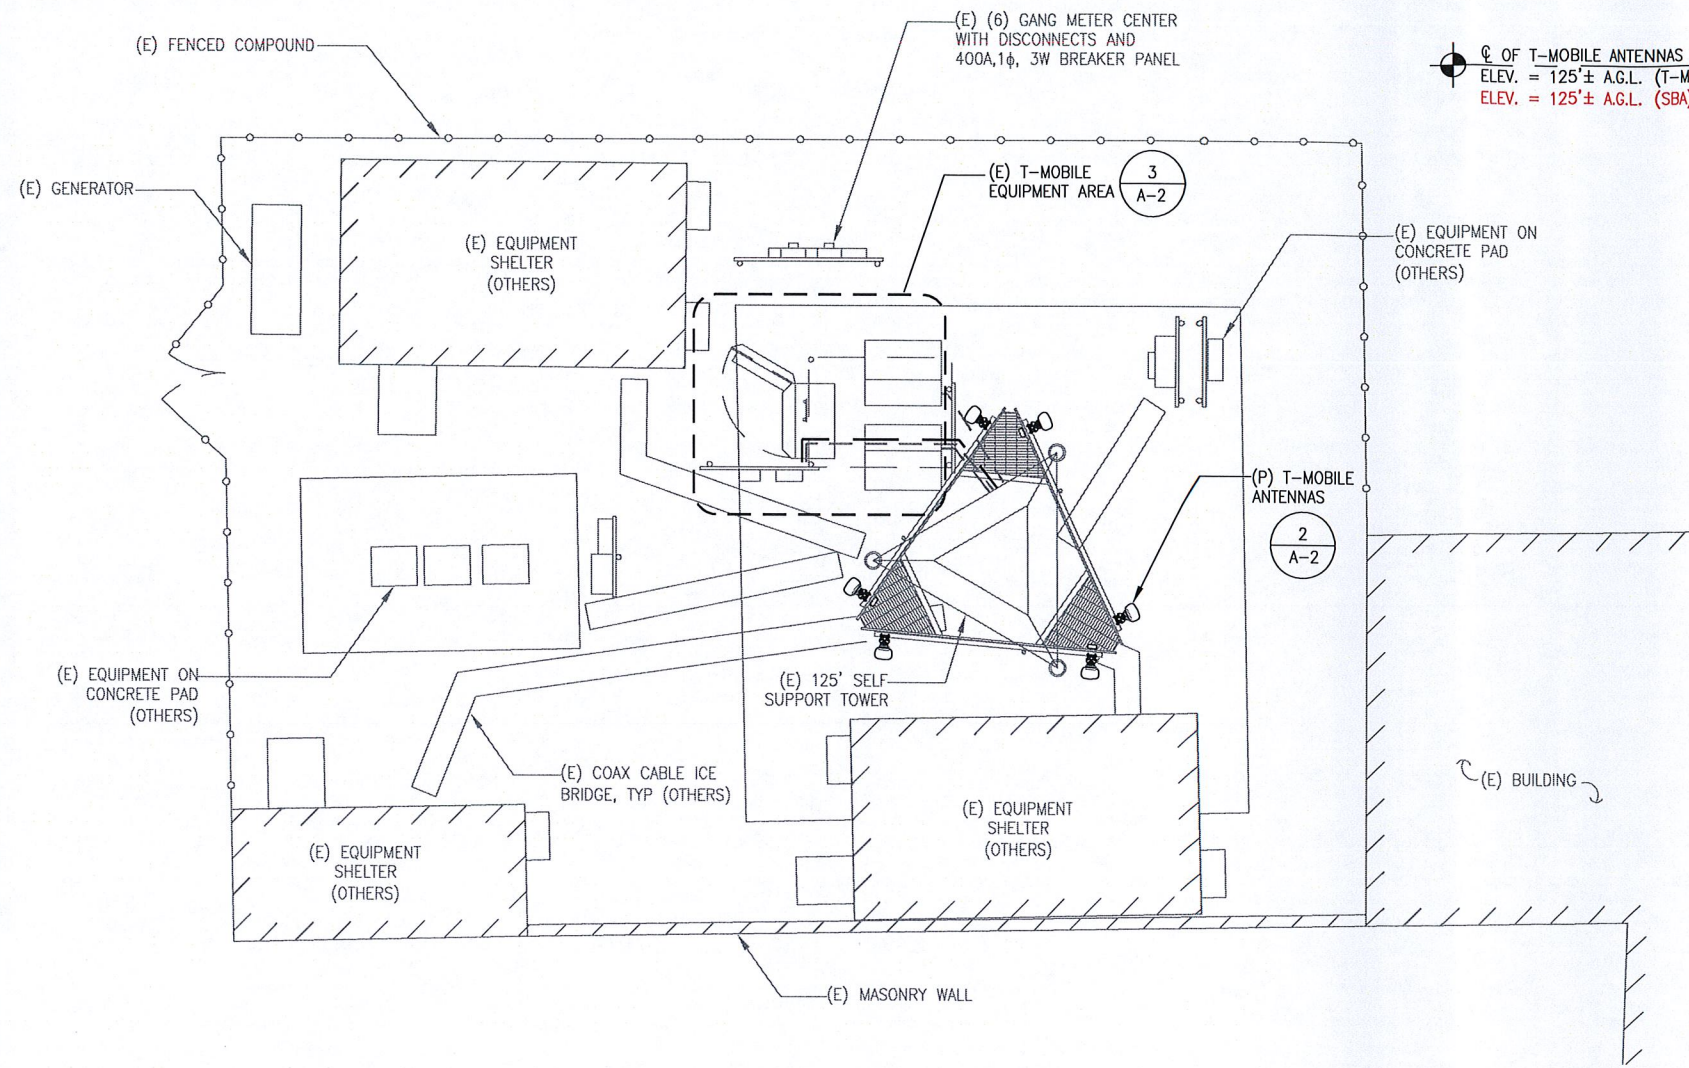 (E) (6) GANG METER CENTER
WITH DISCONNECTS AND
400A,1ϕ, 3W BREAKER PANEL
(E) FENCED COMPOUND
℄ OF T-MOBILE ANTENNAS
ELEV. = 125'± A.G.L. (T-M
ELEV. = 125'± A.G.L. (SBA)
(E) GENERATOR
(E) T-MOBILE
EQUIPMENT AREA
3
A-2
(E) EQUIPMENT
SHELTER
(OTHERS)
(E) EQUIPMENT ON
CONCRETE PAD
(OTHERS)
(P) T-MOBILE
ANTENNAS
2
A-2
(E) EQUIPMENT ON
CONCRETE PAD
(OTHERS)
(E) 125' SELF
SUPPORT TOWER
(E) COAX CABLE ICE
BRIDGE, TYP (OTHERS)
(E) BUILDING
(E) EQUIPMENT
SHELTER
(OTHERS)
(E) EQUIPMENT
SHELTER
(OTHERS)
(E) MASONRY WALL